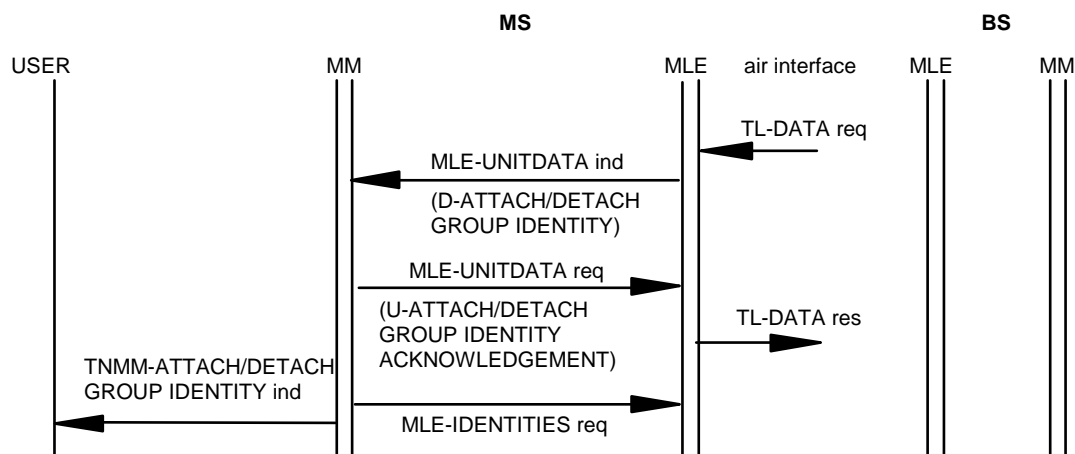 MS BS
USER MM MLE air interface MLE MM
TL-DATA req
MLE-UNITDATA ind
(D-ATTACH/DETACH
GROUP IDENTITY)
MLE-UNITDATA req
(U-ATTACH/DETACH
GROUP IDENTITY
ACKNOWLEDGEMENT)
TL-DATA res
TNMM-ATTACH/DETACH
GROUP IDENTITY ind
MLE-IDENTITIES req